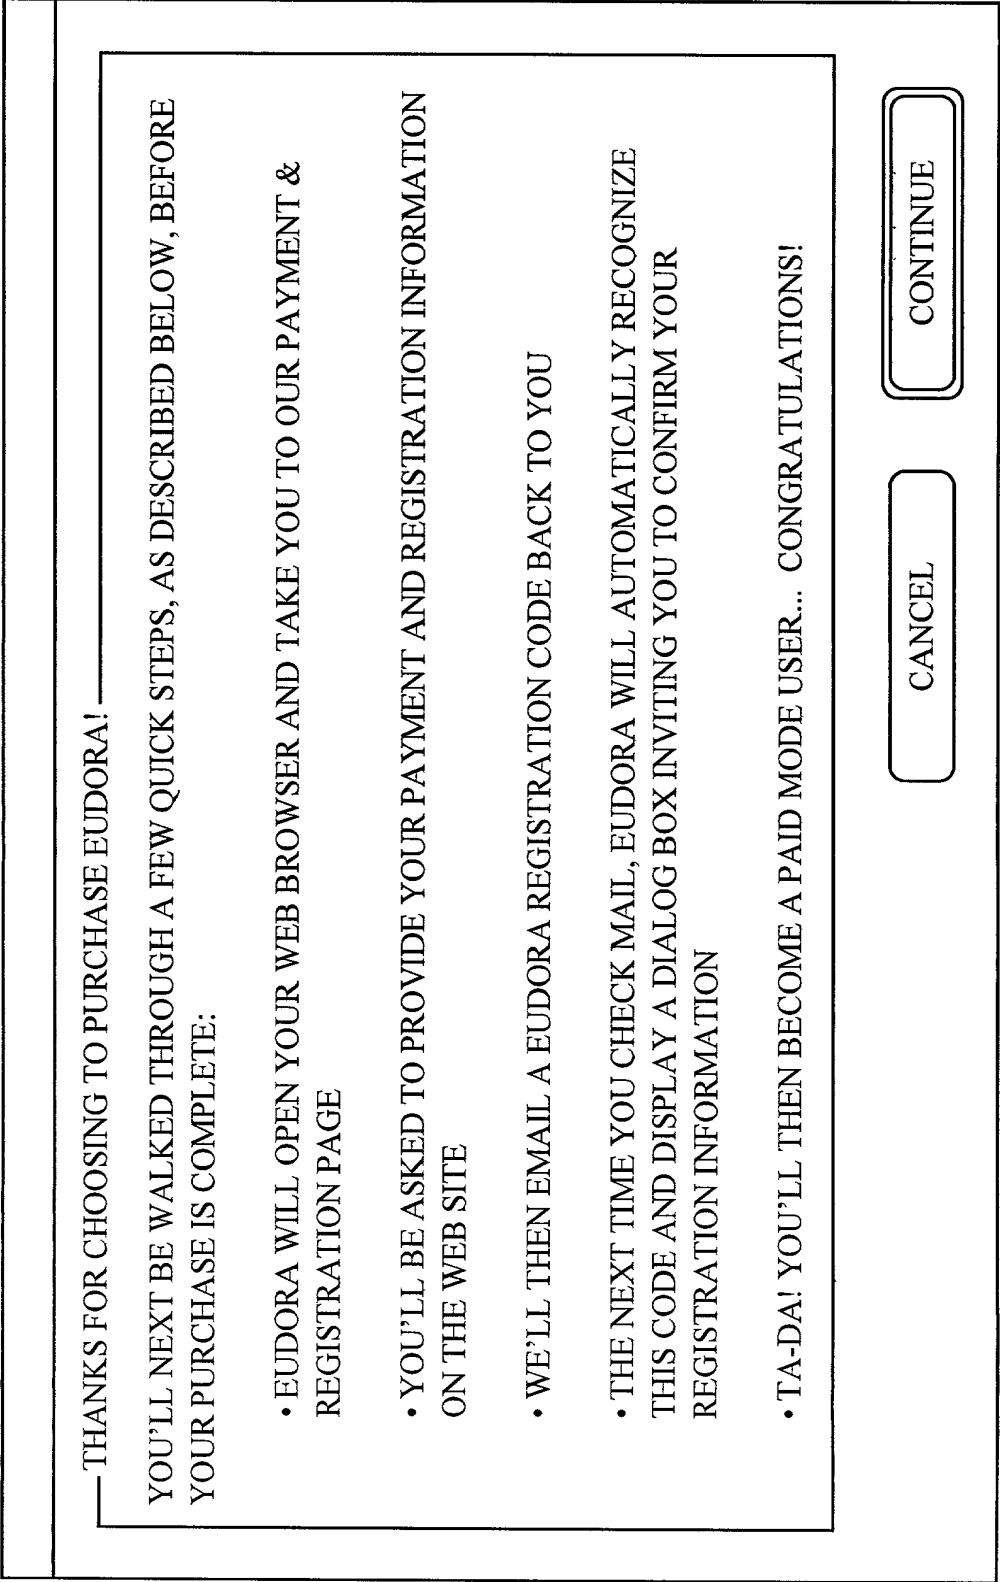 THANKS FOR CHOOSING TO PURCHASE EUDORA!
YOU'LL NEXT BE WALKED THROUGH A FEW QUICK STEPS, AS DESCRIBED BELOW, BEFORE
YOUR PURCHASE IS COMPLETE:
• EUDORA WILL OPEN YOUR WEB BROWSER AND TAKE YOU TO OUR PAYMENT &
REGISTRATION PAGE
• YOU'LL BE ASKED TO PROVIDE YOUR PAYMENT AND REGISTRATION INFORMATION
ON THE WEB SITE
• WE'LL THEN EMAIL A EUDORA REGISTRATION CODE BACK TO YOU
• THE NEXT TIME YOU CHECK MAIL, EUDORA WILL AUTOMATICALLY RECOGNIZE
THIS CODE AND DISPLAY A DIALOG BOX INVITING YOU TO CONFIRM YOUR
REGISTRATION INFORMATION
• TA-DA! YOU'LL THEN BECOME A PAID MODE USER... CONGRATULATIONS!
CANCEL
CONTINUE